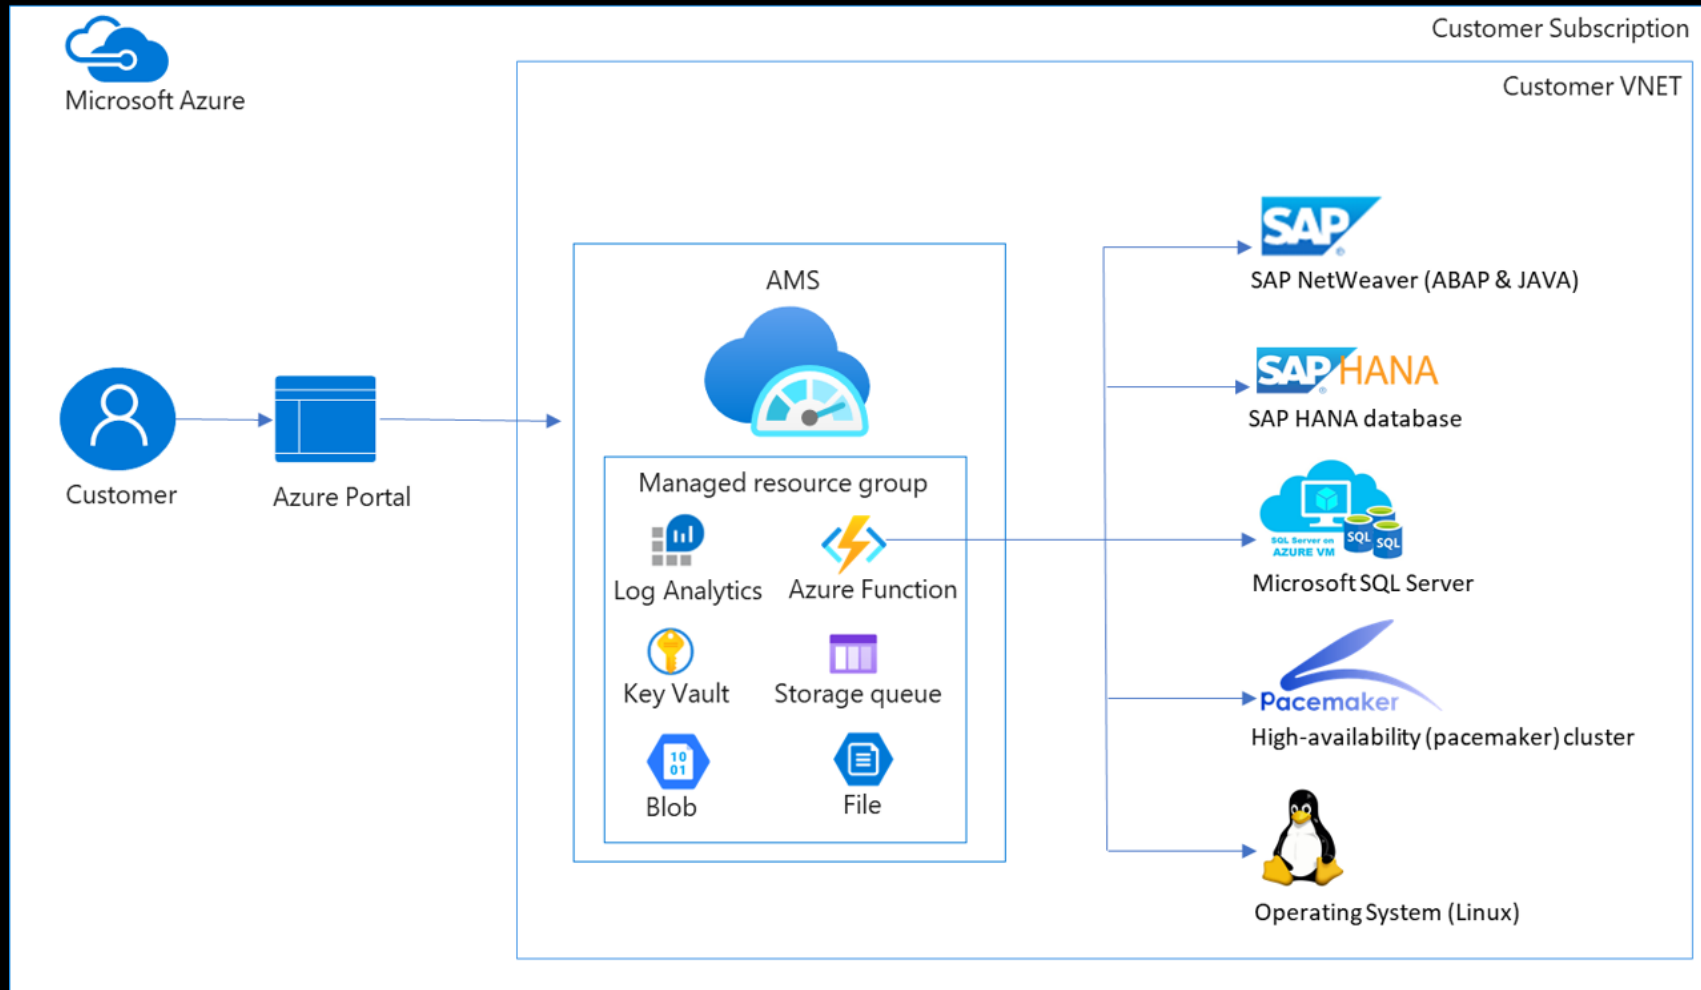 Customer Subscription
Microsoft Azure
Customer VNET
SAP
SAP NetWeaver (ABAP & JAVA)
AMS
SAP HANA
SAP HANA database
Customer
Azure Portal
Managed resource group
Log Analytics
Azure Function
SQL Server on
AZURE VM
SQL
SQL
Microsoft SQL Server
Key Vault
Storage queue
Pacemaker
High-availability (pacemaker) cluster
10
01
Blob
File
Operating System (Linux)